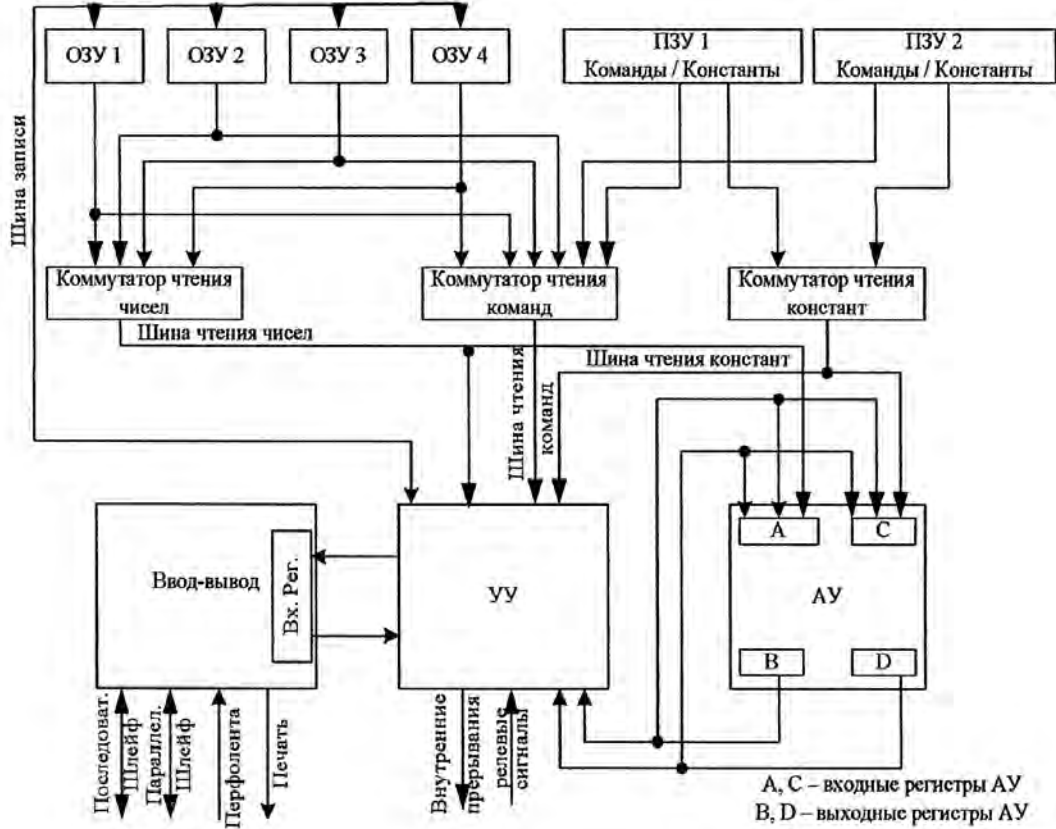 ОЗУ 1
ОЗУ 2
ОЗУ 3
ОЗУ 4
ПЗУ 1
Команды / Константы
ПЗУ 2
Команды / Константы
Шина записи
Коммутатор чтения
чисел
Коммутатор чтения
команд
Коммутатор чтения
констант
Шина чтения чисел
Шина чтения
команд
Шина чтения констант
Ввод-вывод
Вх. Рег.
УУ
A
C
АУ
B
D
Последоват.
Шлейф
Параллел.
Шлейф
Перфолента
Печать
Внутренние
прерывания
релевые
сигналы
A, C – входные регистры АУ
B, D – выходные регистры АУ